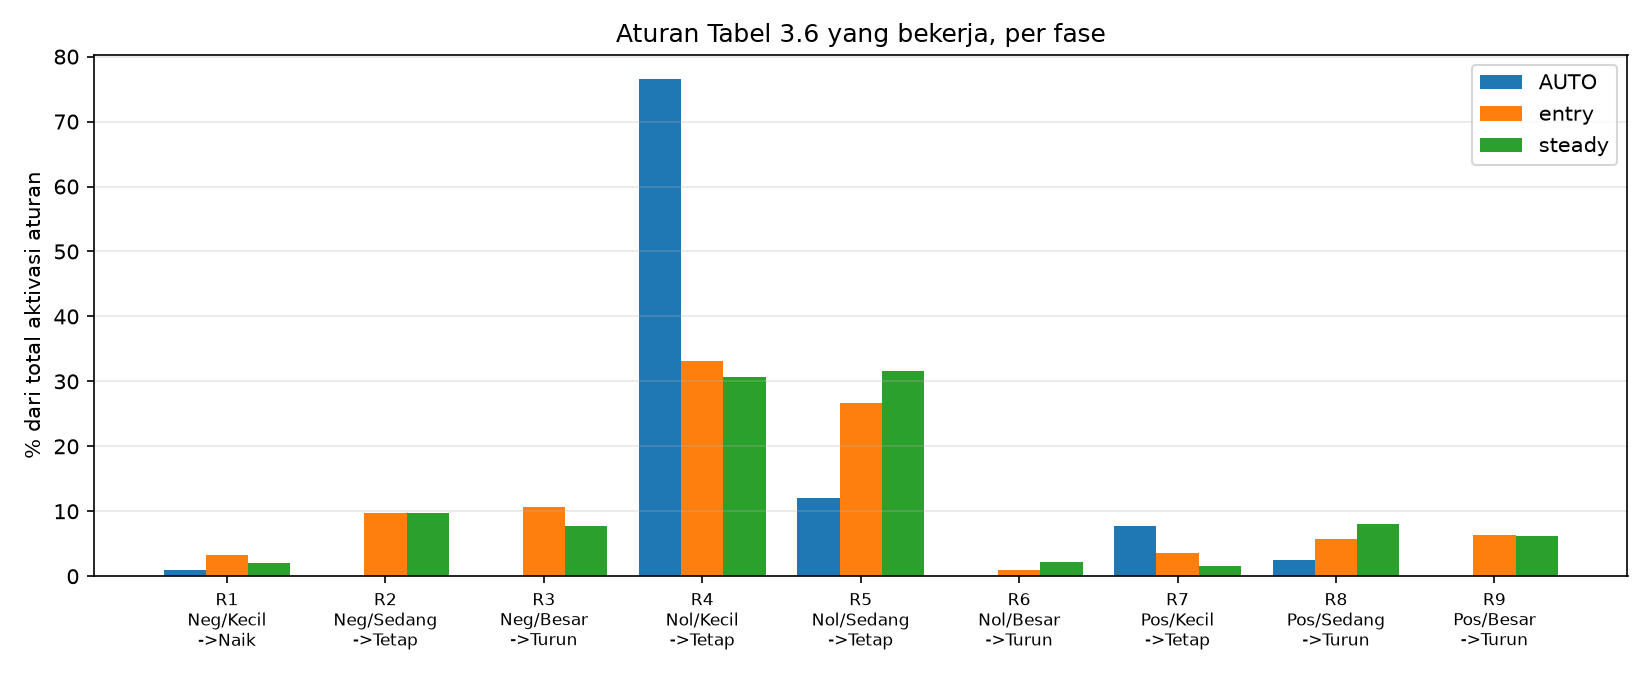 Aturan Tabel 3.6 yang bekerja, per fase
% dari total aktivasi aturan
80
70
60
50
40
30
20
10
0
AUTO
entry
steady
R1
Neg/Kecil
->Naik
R2
Neg/Sedang
->Tetap
R3
Neg/Besar
->Turun
R4
Nol/Kecil
->Tetap
R5
Nol/Sedang
->Tetap
R6
Nol/Besar
->Turun
R7
Pos/Kecil
->Tetap
R8
Pos/Sedang
->Turun
R9
Pos/Besar
->Turun